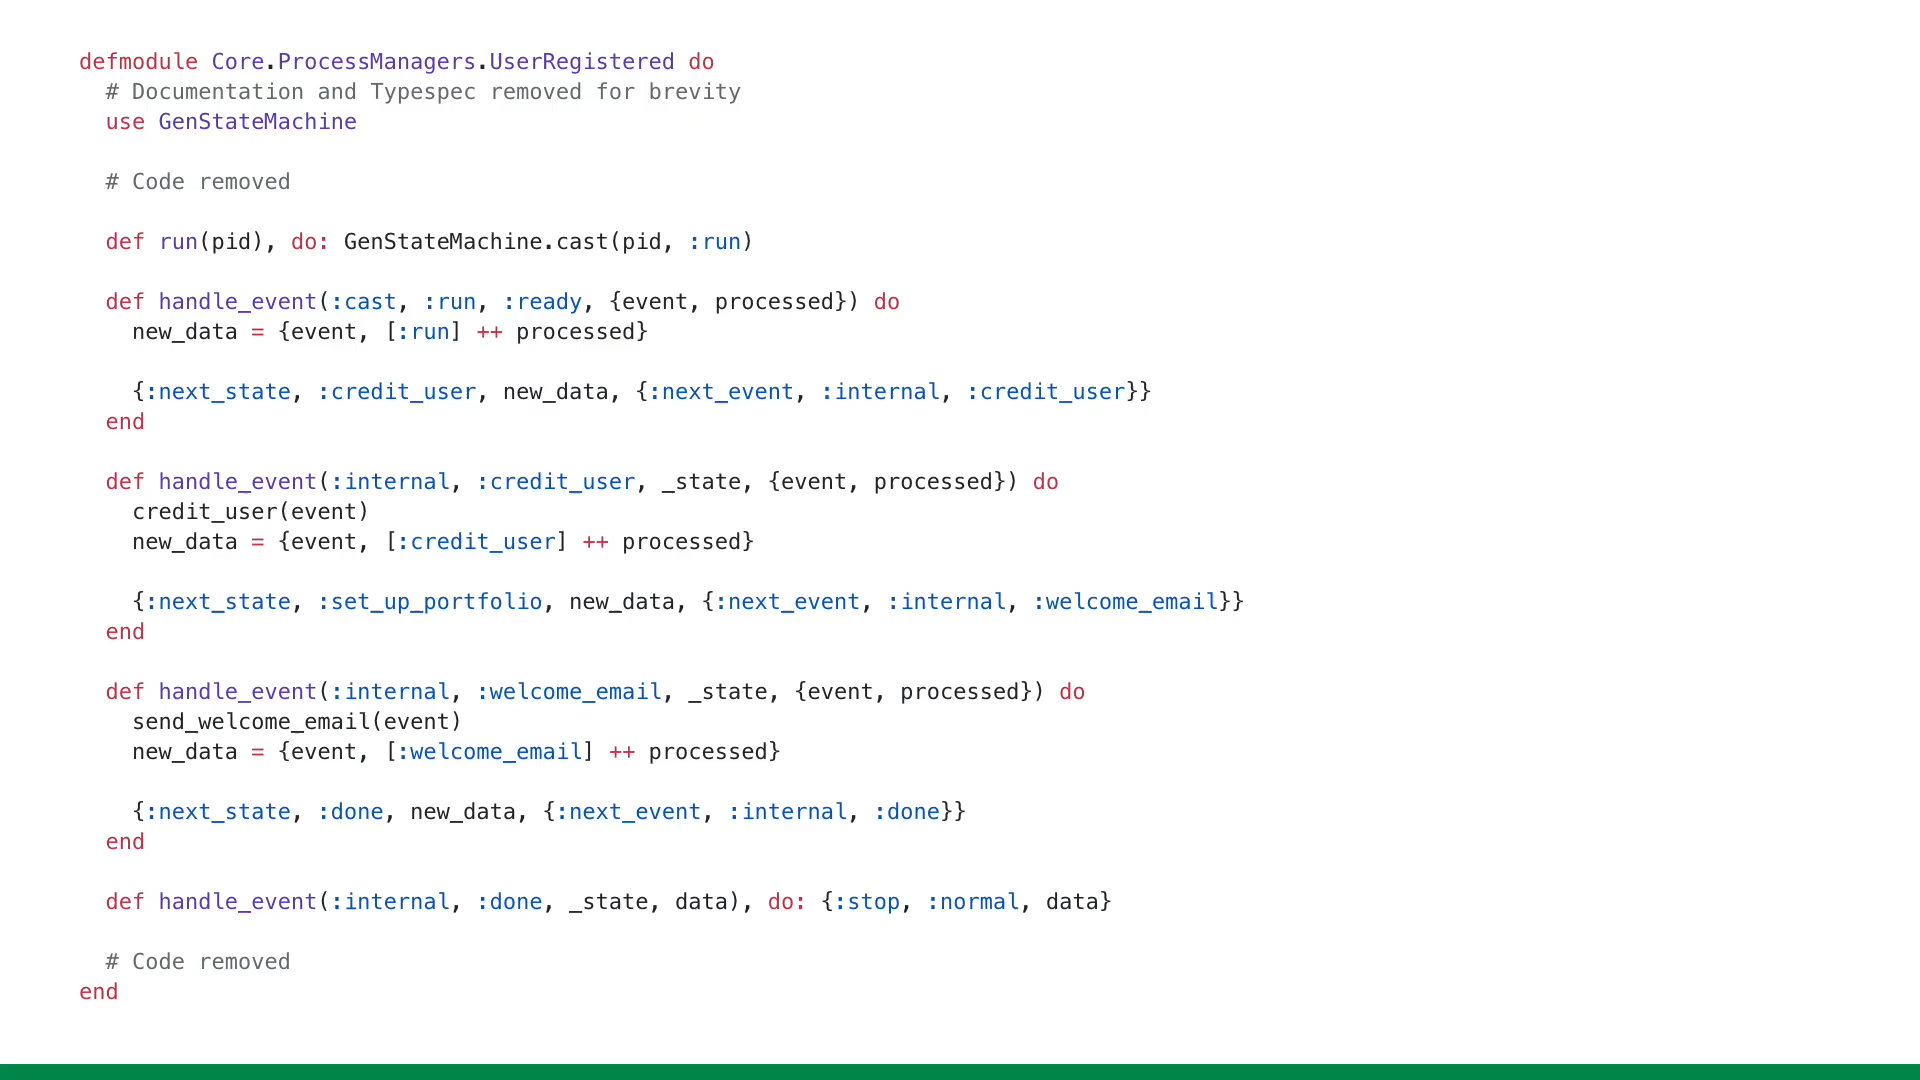 defmodule Core.ProcessManagers.UserRegistered do
  # Documentation and Typespec removed for brevity
  use GenStateMachine

  # Code removed

  def run(pid), do: GenStateMachine.cast(pid, :run)

  def handle_event(:cast, :run, :ready, {event, processed}) do
    new_data = {event, [:run] ++ processed}

    {:next_state, :credit_user, new_data, {:next_event, :internal, :credit_user}}
  end

  def handle_event(:internal, :credit_user, _state, {event, processed}) do
    credit_user(event)
    new_data = {event, [:credit_user] ++ processed}

    {:next_state, :set_up_portfolio, new_data, {:next_event, :internal, :welcome_email}}
  end

  def handle_event(:internal, :welcome_email, _state, {event, processed}) do
    send_welcome_email(event)
    new_data = {event, [:welcome_email] ++ processed}

    {:next_state, :done, new_data, {:next_event, :internal, :done}}
  end

  def handle_event(:internal, :done, _state, data), do: {:stop, :normal, data}

  # Code removed
end